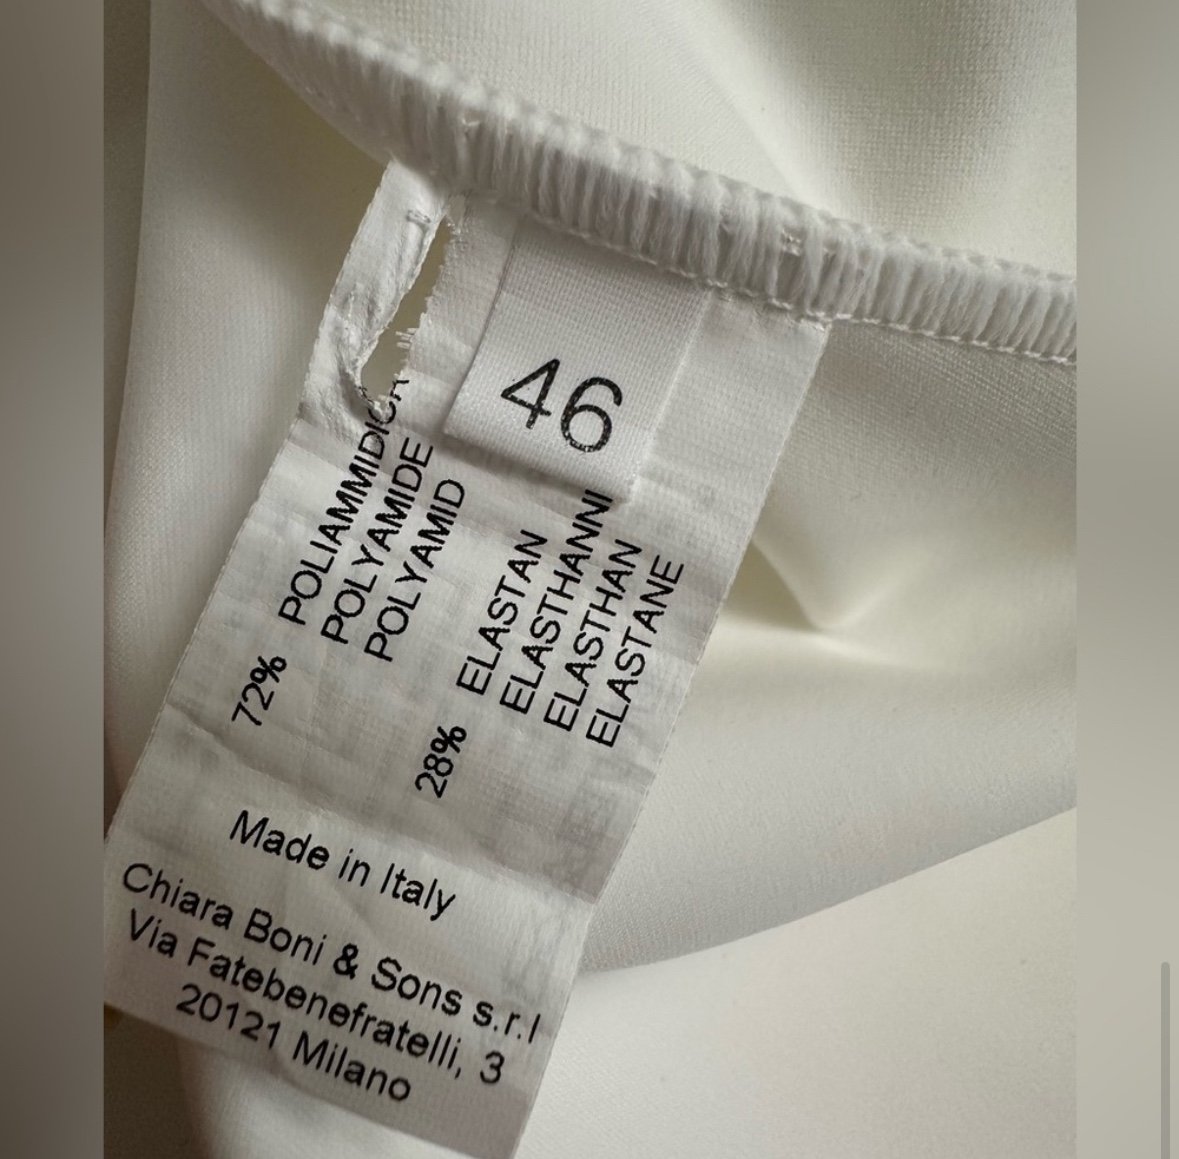 46
72% POLIAMMIDICA
POLYAMIDE
POLYAMID
28% ELASTAN
ELASTHANNI
ELASTHAN
ELASTANE
Made in Italy
Chiara Boni & Sons s.r.l
Via Fatebenefratelli, 3
20121 Milano